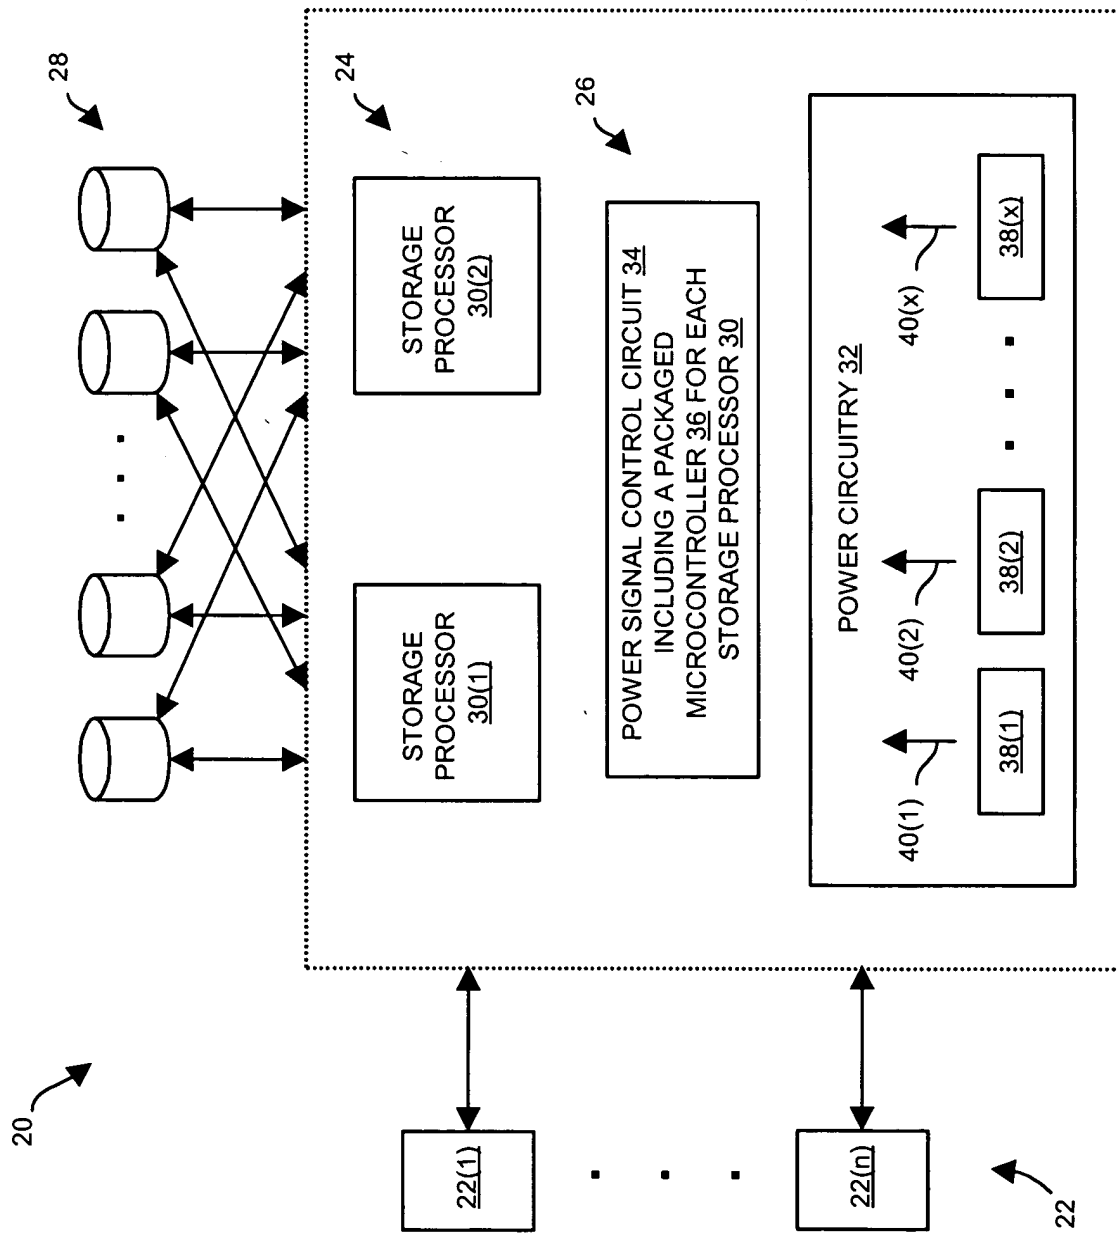 20
28
24
STORAGE
PROCESSOR
30(1)
STORAGE
PROCESSOR
30(2)
26
POWER SIGNAL CONTROL CIRCUIT 34
INCLUDING A PACKAGED
MICROCONTROLLER 36 FOR EACH
STORAGE PROCESSOR 30
POWER CIRCUITRY 32
40(1)
40(2)
40(x)
38(1)
38(2)
38(x)
22(1)
22(n)
22